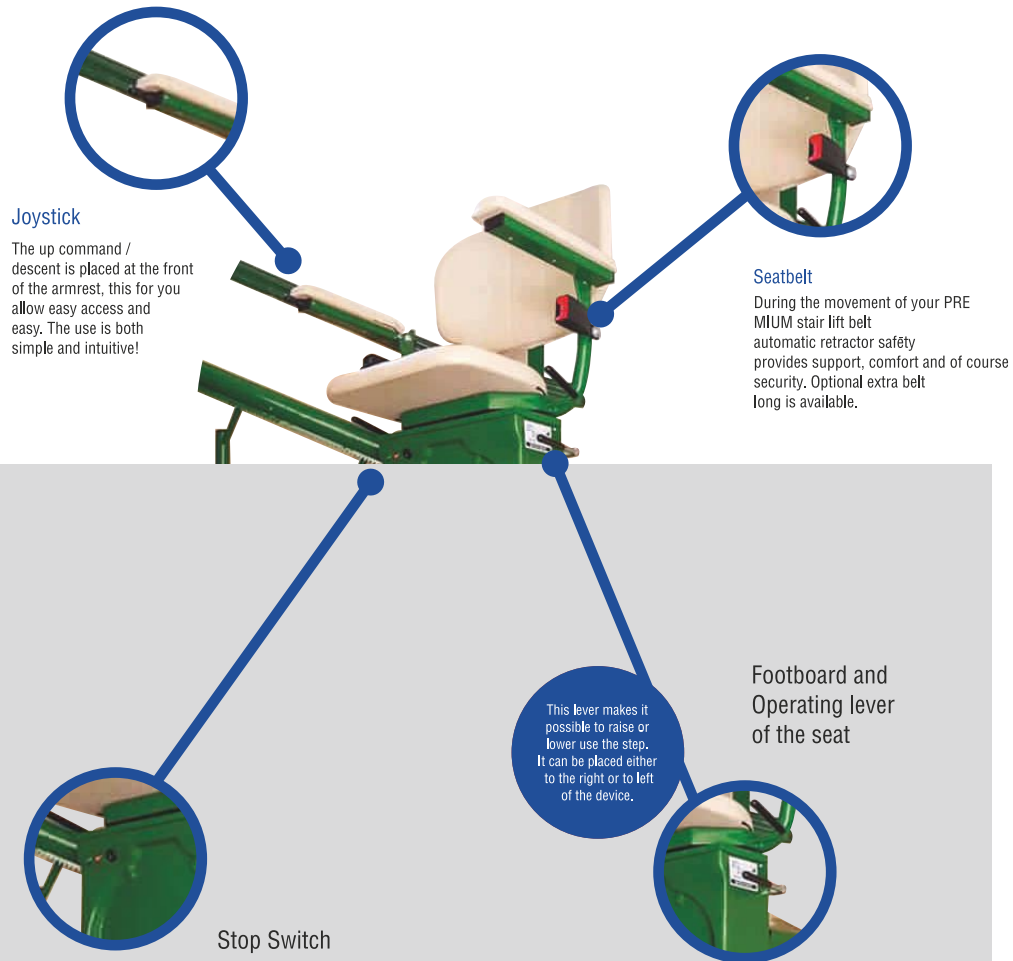 Joystick
The up command /
descent is placed at the front
of the armrest, this for you
allow easy access and
easy. The use is both
simple and intuitive!
Seatbelt
During the movement of your PRE
MIUM stair lift belt
automatic retractor safety
provides support, comfort and of course
security. Optional extra belt
long is available.
This lever makes it
possible to raise or
lower use the step.
It can be placed either
to the right or to left
of the device.
Footboard and
Operating lever
of the seat
Stop Switch